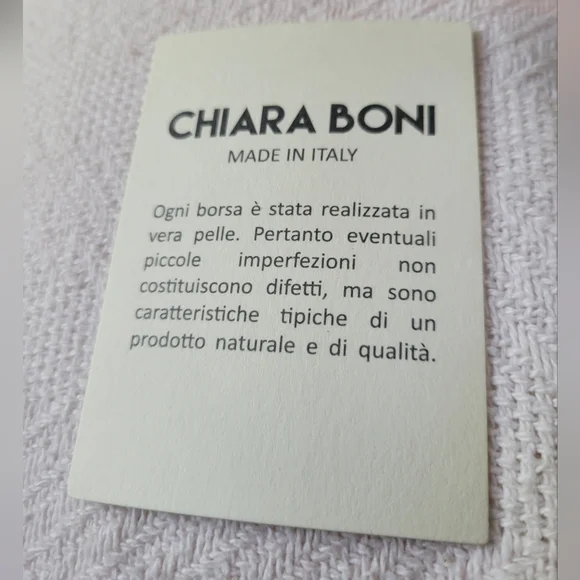 CHIARA BONI
MADE IN ITALY
Ogni borsa è stata realizzata in
vera pelle. Pertanto eventuali
piccole imperfezioni non
costituiscono difetti, ma sono
caratteristiche tipiche di un
prodotto naturale e di qualità.